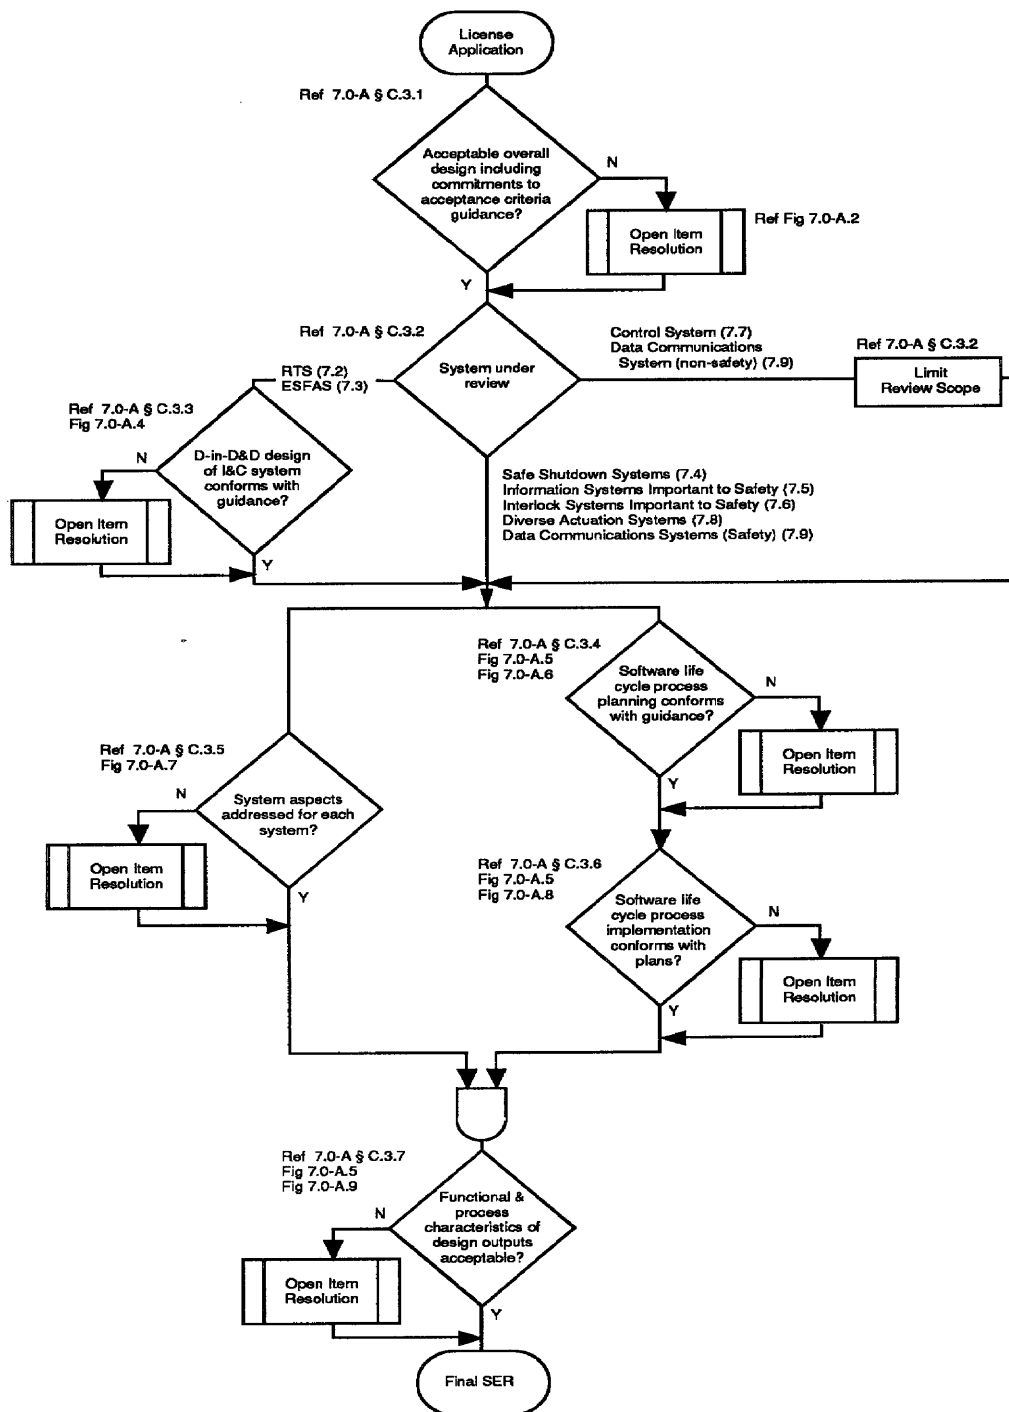 License
Application
Ref 7.0-A § C.3.1
Acceptable overall
design including
commitments to
acceptance criteria
guidance?
N
Ref Fig 7.0-A.2
Open Item
Resolution
Y
Ref 7.0-A § C.3.2
System under
review
Control System (7.7)
Data Communications
System (non-safety) (7.9)
Ref 7.0-A § C.3.2
Limit
Review Scope
RTS (7.2)
ESFAS (7.3)
Ref 7.0-A § C.3.3
Fig 7.0-A.4
N
D-in-D&D design
of I&C system
conforms with
guidance?
Open Item
Resolution
Y
Safe Shutdown Systems (7.4)
Information Systems Important to Safety (7.5)
Interlock Systems Important to Safety (7.6)
Diverse Actuation Systems (7.8)
Data Communications Systems (Safety) (7.9)
Ref 7.0-A § C.3.4
Fig 7.0-A.5
Fig 7.0-A.6
Software life
cycle process
planning conforms
with guidance?
N
Open Item
Resolution
Y
Ref 7.0-A § C.3.5
Fig 7.0-A.7
N
System aspects
addressed for each
system?
Open Item
Resolution
Y
Ref 7.0-A § C.3.6
Fig 7.0-A.5
Fig 7.0-A.8
Software life
cycle process
implementation
conforms with
plans?
N
Open Item
Resolution
Y
Ref 7.0-A § C.3.7
Fig 7.0-A.5
Fig 7.0-A.9
N
Functional &
process
characteristics of
design outputs
acceptable?
Open Item
Resolution
Y
Final SER